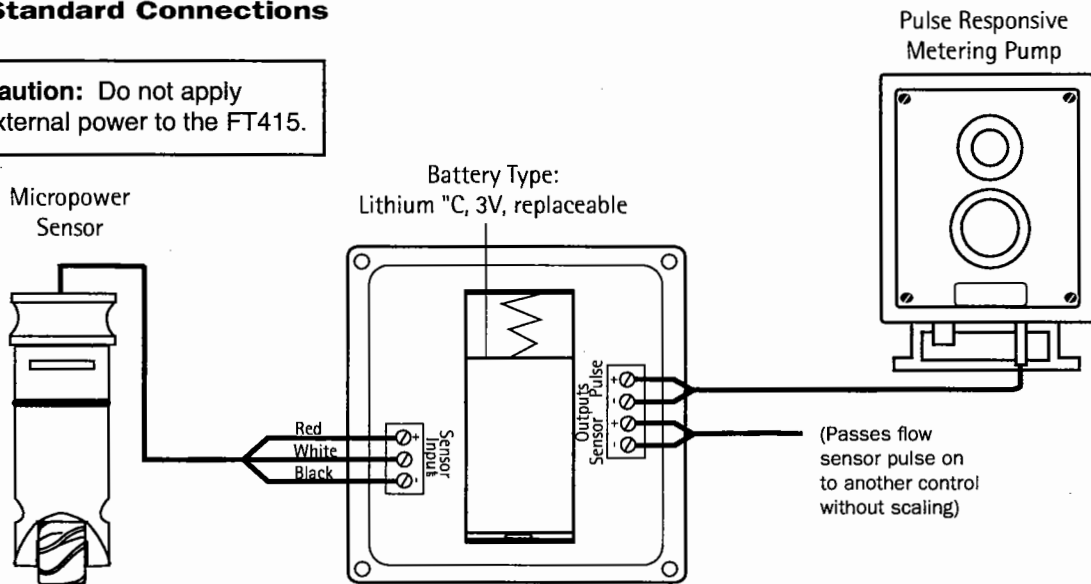 Standard Connections
aution: Do not apply
xternal power to the FT415.
Micropower
Sensor
Battery Type:
Lithium "C, 3V, replaceable
Pulse Responsive
Metering Pump
Red
White
Black
+
-
Sensor
Input
Outputs
Sensor Pulse
+
-
+
-
(Passes flow
sensor pulse on
to another control
without scaling)